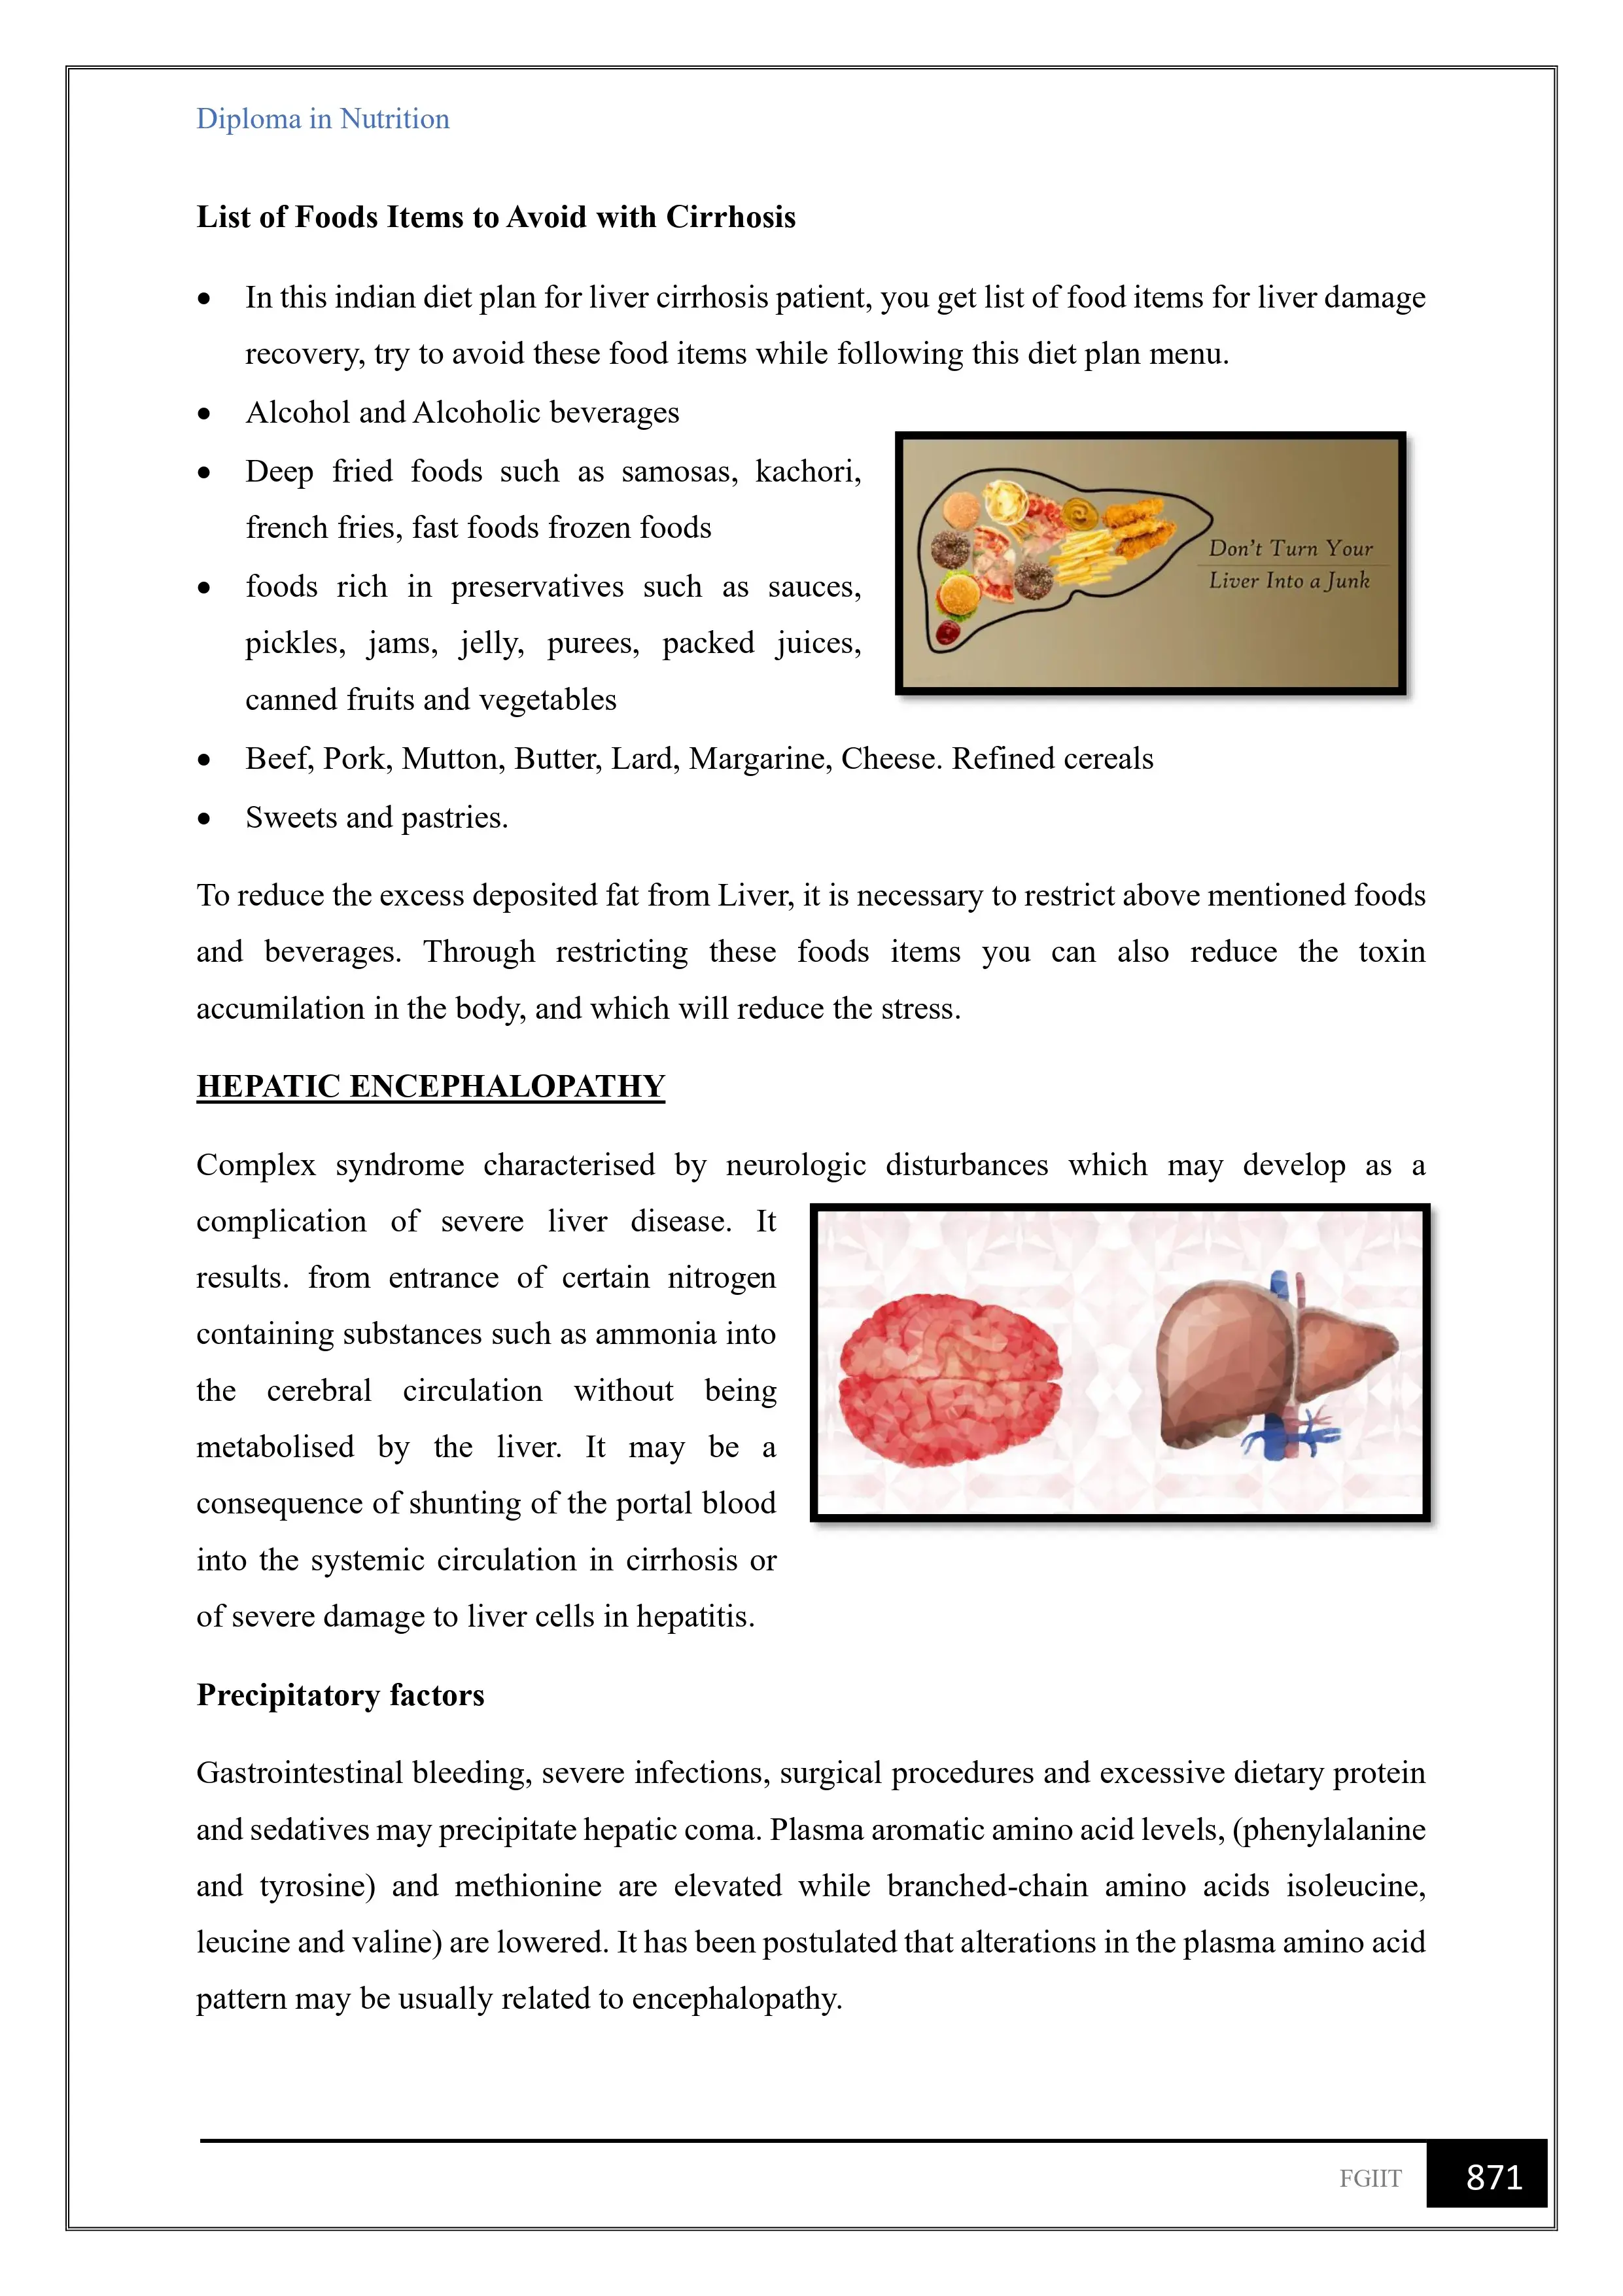 Diploma in Nutrition
List of Foods Items to Avoid with Cirrhosis
• In this indian diet plan for liver cirrhosis patient, you get list of food items for liver damage
recovery, try to avoid these food items while following this diet plan menu.
• Alcohol and Alcoholic beverages
• Deep fried foods such as samosas, kachori,
french fries, fast foods frozen foods
• foods rich in preservatives such as sauces,
pickles, jams, jelly, purees, packed juices,
canned fruits and vegetables
Don't Turn Your
Liver Into a Junk
• Beef, Pork, Mutton, Butter, Lard, Margarine, Cheese. Refined cereals
• Sweets and pastries.
To reduce the excess deposited fat from Liver, it is necessary to restrict above mentioned foods
and beverages. Through restricting these foods items you can also reduce the toxin
accumilation in the body, and which will reduce the stress.
HEPATIC ENCEPHALOPATHY
Complex syndrome characterised by neurologic disturbances which may develop as a
complication of severe liver disease. It
results. from entrance of certain nitrogen
containing substances such as ammonia into
the cerebral circulation without being
metabolised by the liver. It may be a
consequence of shunting of the portal blood
into the systemic circulation in cirrhosis or
of severe damage to liver cells in hepatitis.
Precipitatory factors
Gastrointestinal bleeding, severe infections, surgical procedures and excessive dietary protein
and sedatives may precipitate hepatic coma. Plasma aromatic amino acid levels, (phenylalanine
and tyrosine) and methionine are elevated while branched-chain amino acids isoleucine,
leucine and valine) are lowered. It has been postulated that alterations in the plasma amino acid
pattern may be usually related to encephalopathy.
FGIIT 871